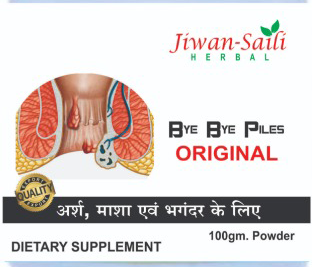 Jiwan-Saili
HERBAL
BYE BYE PILES
ORIGINAL
QUALITY
अर्श, माशा एवं भगंदर के लिए
100gm. Powder
DIETARY SUPPLEMENT